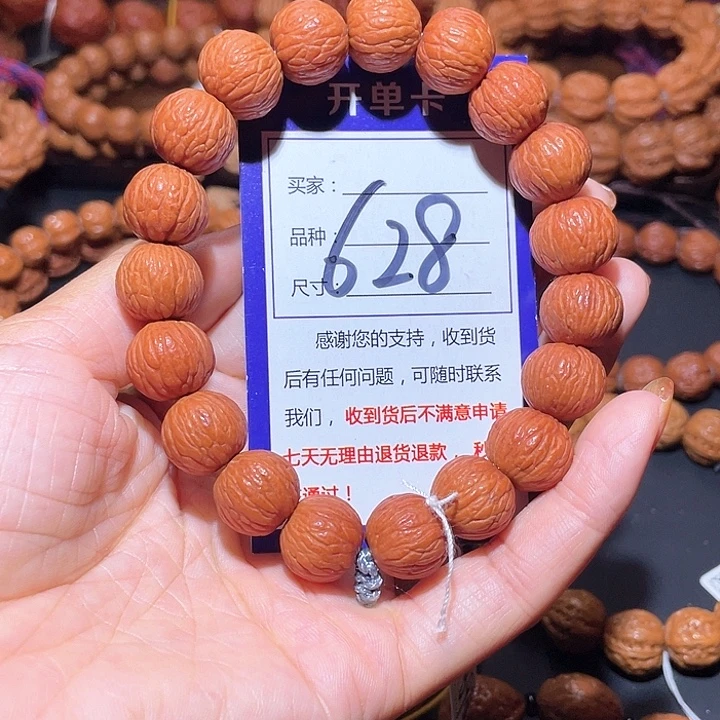 开单卡
买家：
品种：
628
尺寸：
感谢您的支持，收到货
后有任何问题，可随时联系
我们，收到货后不满意申请
七天无理由退货退款，秒
通过！